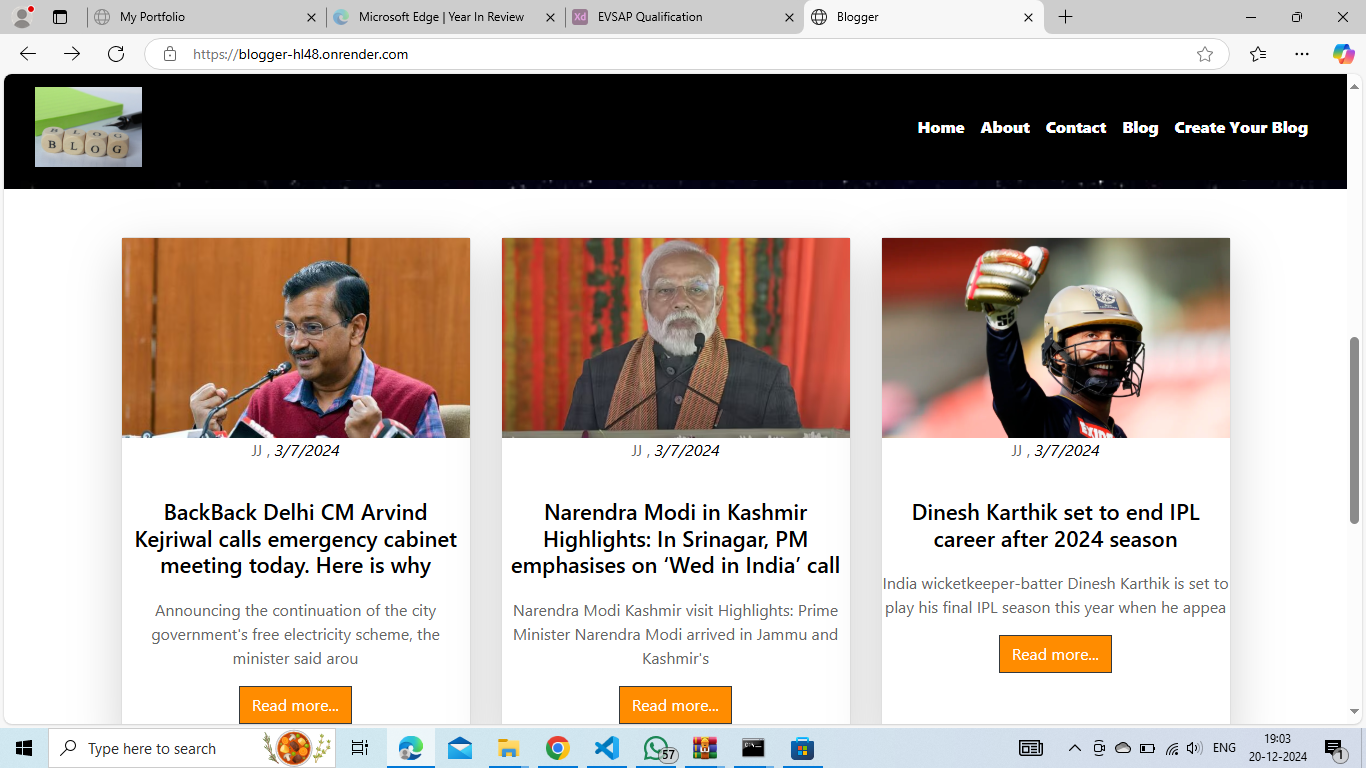 My Portfolio
Microsoft Edge | Year In Review
Xd
EVSAP Qualification
Blogger
https://blogger-hl48.onrender.com
BLOG
BLOG
Home
About
Contact
Blog
Create Your Blog
JJ , 3/7/2024
BackBack Delhi CM Arvind
Kejriwal calls emergency cabinet
meeting today. Here is why
Announcing the continuation of the city
government's free electricity scheme, the
minister said arou
Read more...
JJ , 3/7/2024
Narendra Modi in Kashmir
Highlights: In Srinagar, PM
emphasises on ‘Wed in India’ call
Narendra Modi Kashmir visit Highlights: Prime
Minister Narendra Modi arrived in Jammu and
Kashmir's
Read more...
JJ , 3/7/2024
Dinesh Karthik set to end IPL
career after 2024 season
India wicketkeeper-batter Dinesh Karthik is set to
play his final IPL season this year when he appea
Read more...
Type here to search
57
ENG
19:03
20-12-2024
1